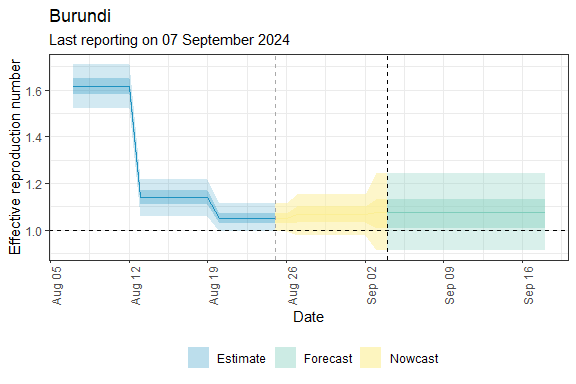 Burundi
Last reporting on 07 September 2024
Effective reproduction number
1.6
1.4
1.2
1.0
Aug 05
Aug 12
Aug 19
Aug 26
Sep 02
Sep 09
Sep 16
Date
Estimate
Forecast
Nowcast